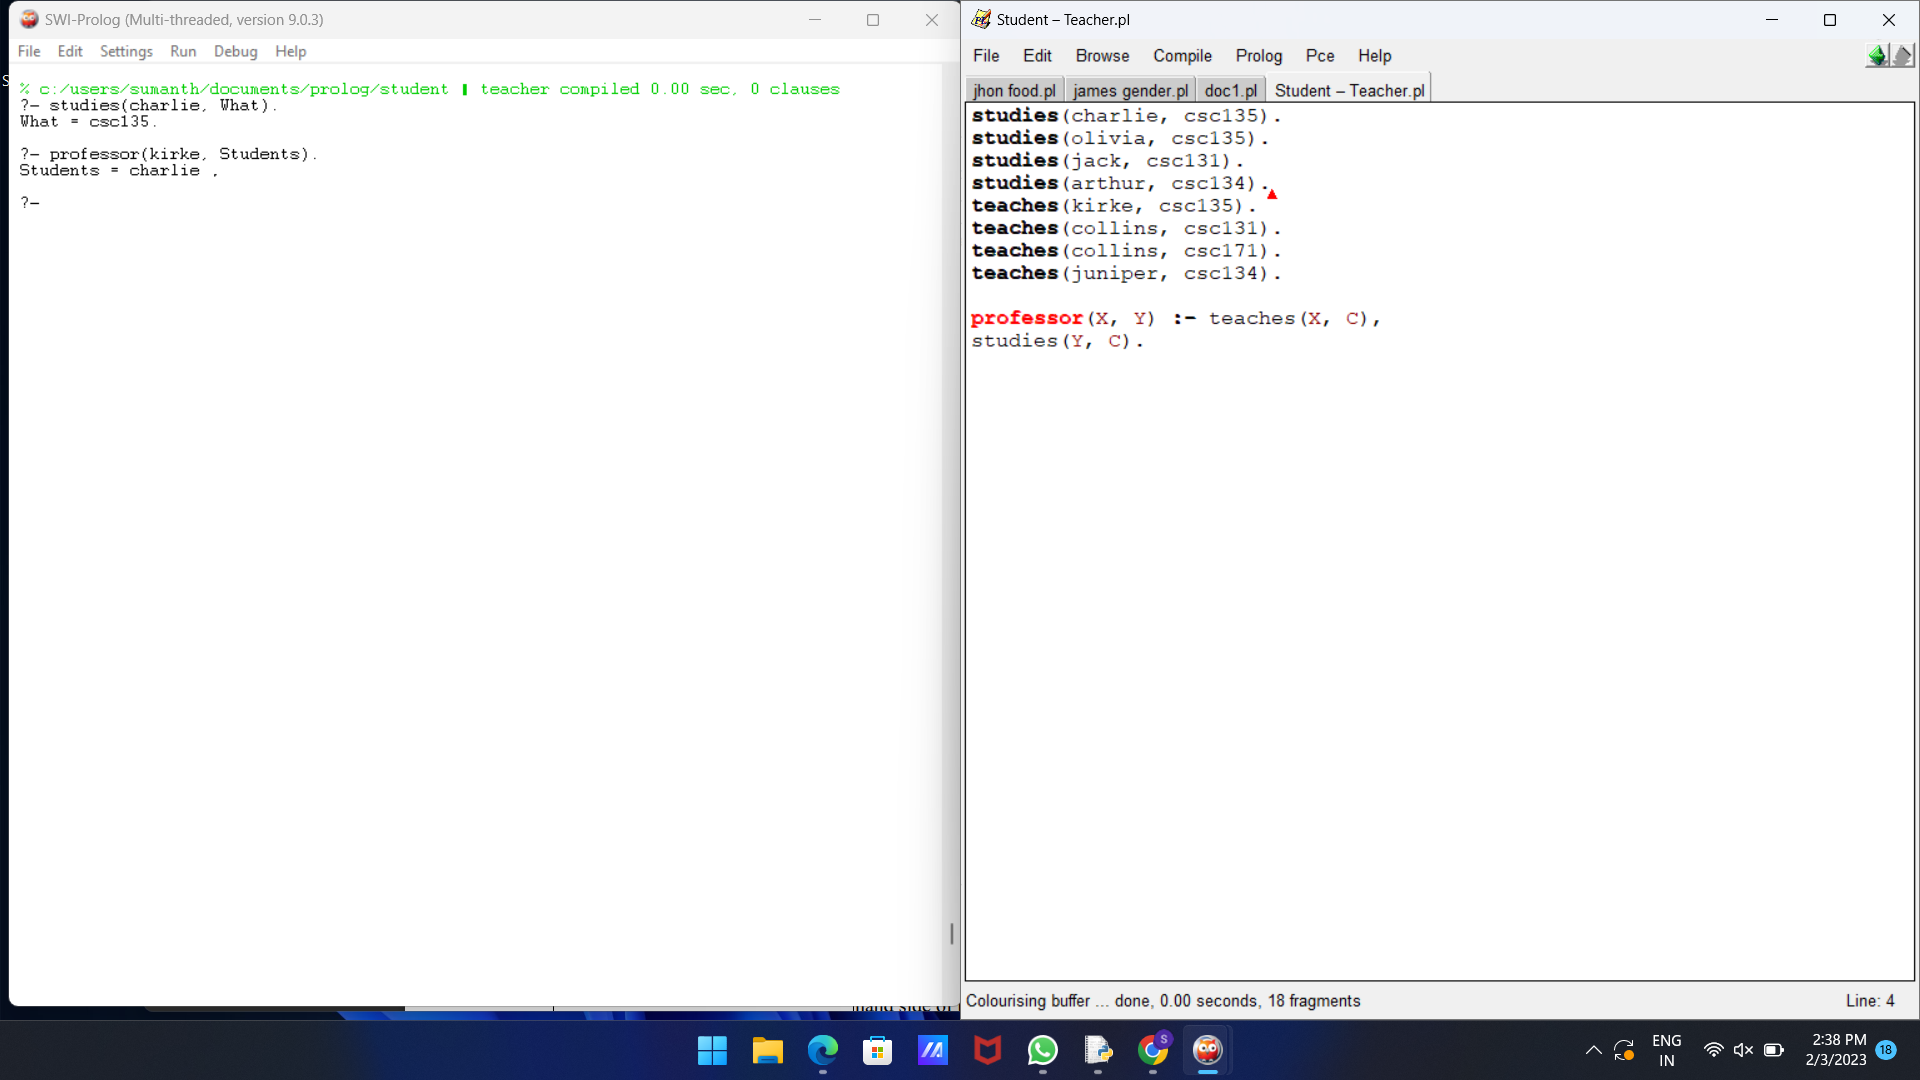 SWI-Prolog (Multi-threaded, version 9.0.3)
File Edit Settings Run Debug Help
% c:/users/sumanth/documents/prolog/student ▮ teacher compiled 0.00 sec, 0 clauses
?- studies(charlie, What).
What = csc135.
?- professor(kirke, Students).
Students = charlie ,
?-
Student – Teacher.pl
File Edit Browse Compile Prolog Pce Help
jhon food.pl james gender.pl doc1.pl Student – Teacher.pl
studies(charlie, csc135).
studies(olivia, csc135).
studies(jack, csc131).
studies(arthur, csc134).
teaches(kirke, csc135).
teaches(collins, csc131).
teaches(collins, csc171).
teaches(juniper, csc134).
professor(X, Y) :- teaches(X, C),
studies(Y, C).
Colourising buffer ... done, 0.00 seconds, 18 fragments
Line: 4
S
ENG
IN
2:38 PM
2/3/2023
18